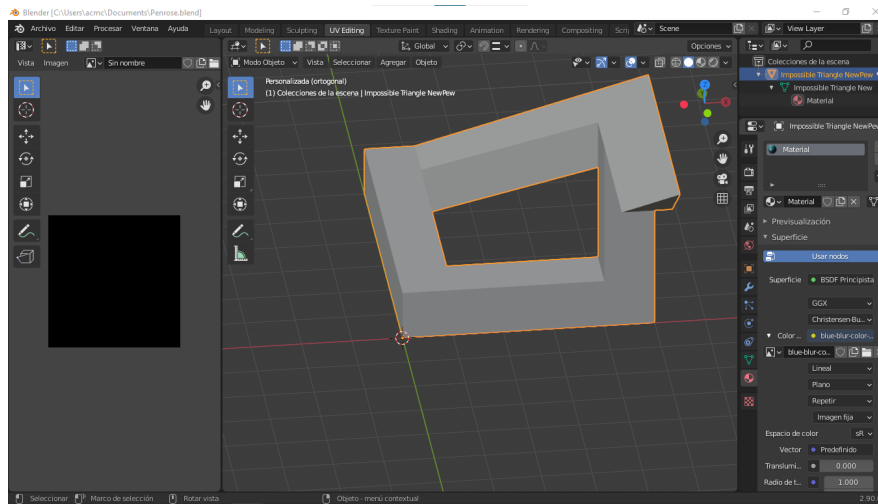 Blender [C:\Users\acmc\Documents\Penrose.blend]
Archivo Editar Procesar Ventana Ayuda Layout Modeling Sculpting UV Editing Texture Paint Shading Animation Rendering Compositing Scrij Scene View Layer
Global Opciones
Vista Imagen Sin nombre Modo Objeto Vista Seleccionar Agregar Objeto
Personalizada (ortogonal)
(1) Colecciones de la escena | Impossible Triangle NewPew
Colecciones de la escena
Impossible Triangle NewPew
Impossible Triangle New
Material
Impossible Triangle NewPew
Material
Material
Previsualización
Superficie
Usar nodos
Superficie BSDF Principista
GGX
Christensen-Bu...
Color ... blue-blur-color-...
blue-blur-co...
Lineal
Plano
Repetir
Imagen fija
Espacio de color sR
Vector Predefinido
Translumi... 0.000
Radio de t... 1.000
Seleccionar Marco de selección Rotar vista Objeto - menú contextual 2.90.